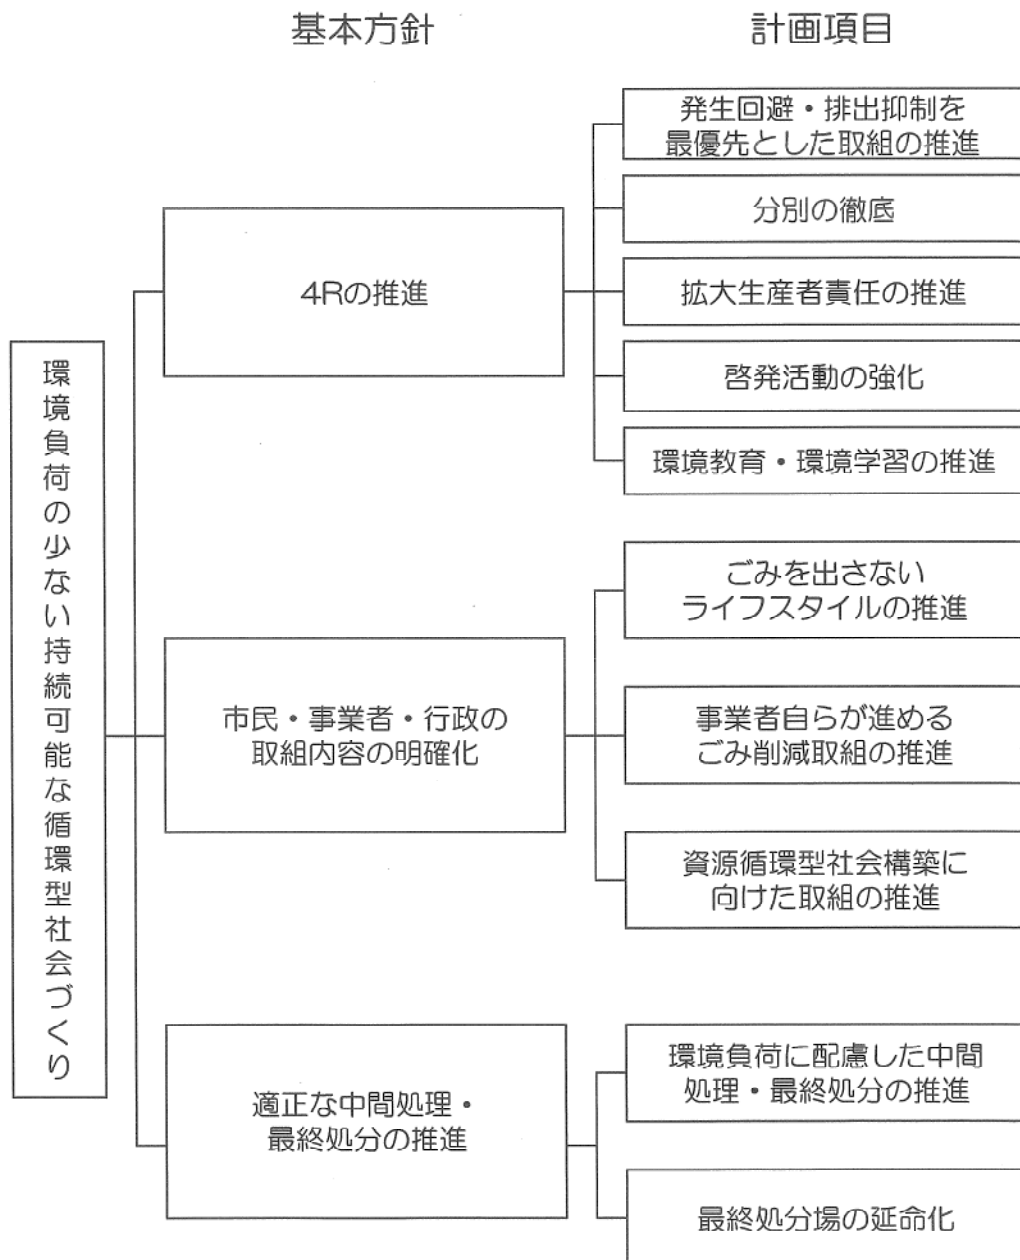 基本方針
計画項目
環境負荷の少ない持続可能な循環型社会づくり
4Rの推進
発生回避・排出抑制を
最優先とした取組の推進
分別の徹底
拡大生産者責任の推進
啓発活動の強化
環境教育・環境学習の推進
市民・事業者・行政の
取組内容の明確化
ごみを出さない
ライフスタイルの推進
事業者自らが進める
ごみ削減取組の推進
資源循環型社会構築に
向けた取組の推進
適正な中間処理・
最終処分の推進
環境負荷に配慮した中間
処理・最終処分の推進
最終処分場の延命化